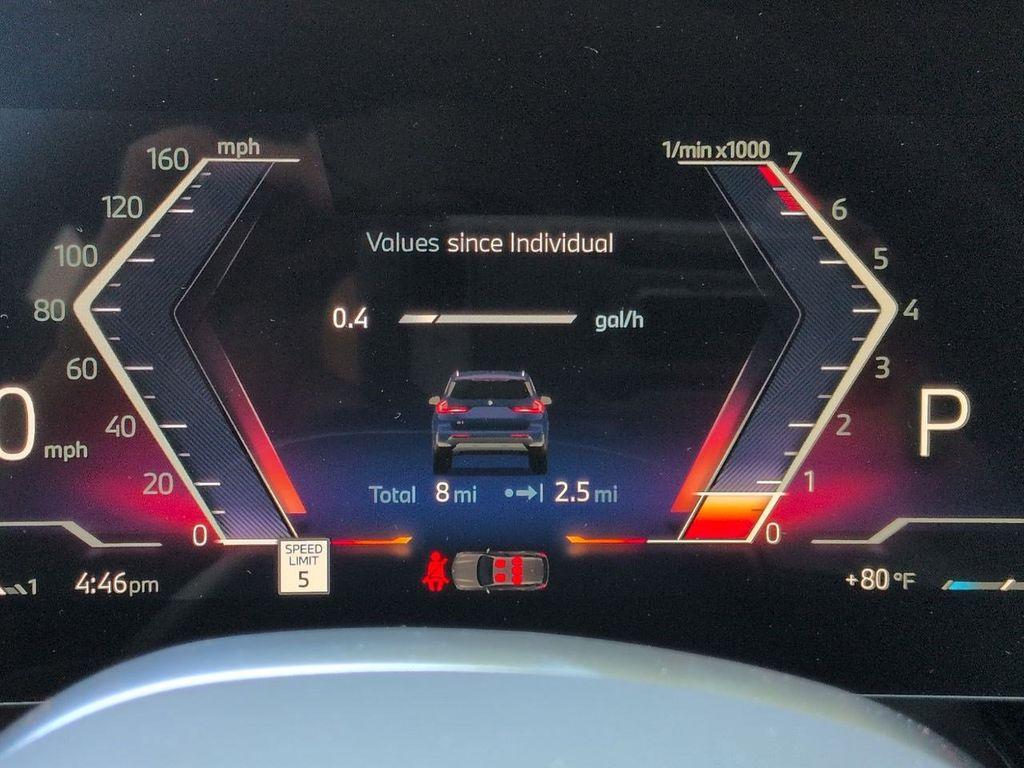 mph
160
120
100
80
60
40
20
0
0 mph
1/min x1000
7
6
5
4
3
2
1
0
Values since Individual
0.4 gal/h
Total 8 mi 2.5 mi
P
SPEED
LIMIT
5
1
4:46pm
+80 °F